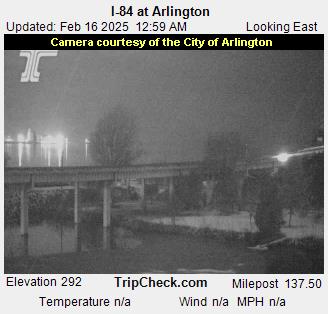 I-84 at Arlington
Updated: Feb 16 2025 12:59 AM Looking East
Camera courtesy of the City of Arlington
Elevation 292 TripCheck.com Milepost 137.50
Temperature n/a Wind n/a MPH n/a